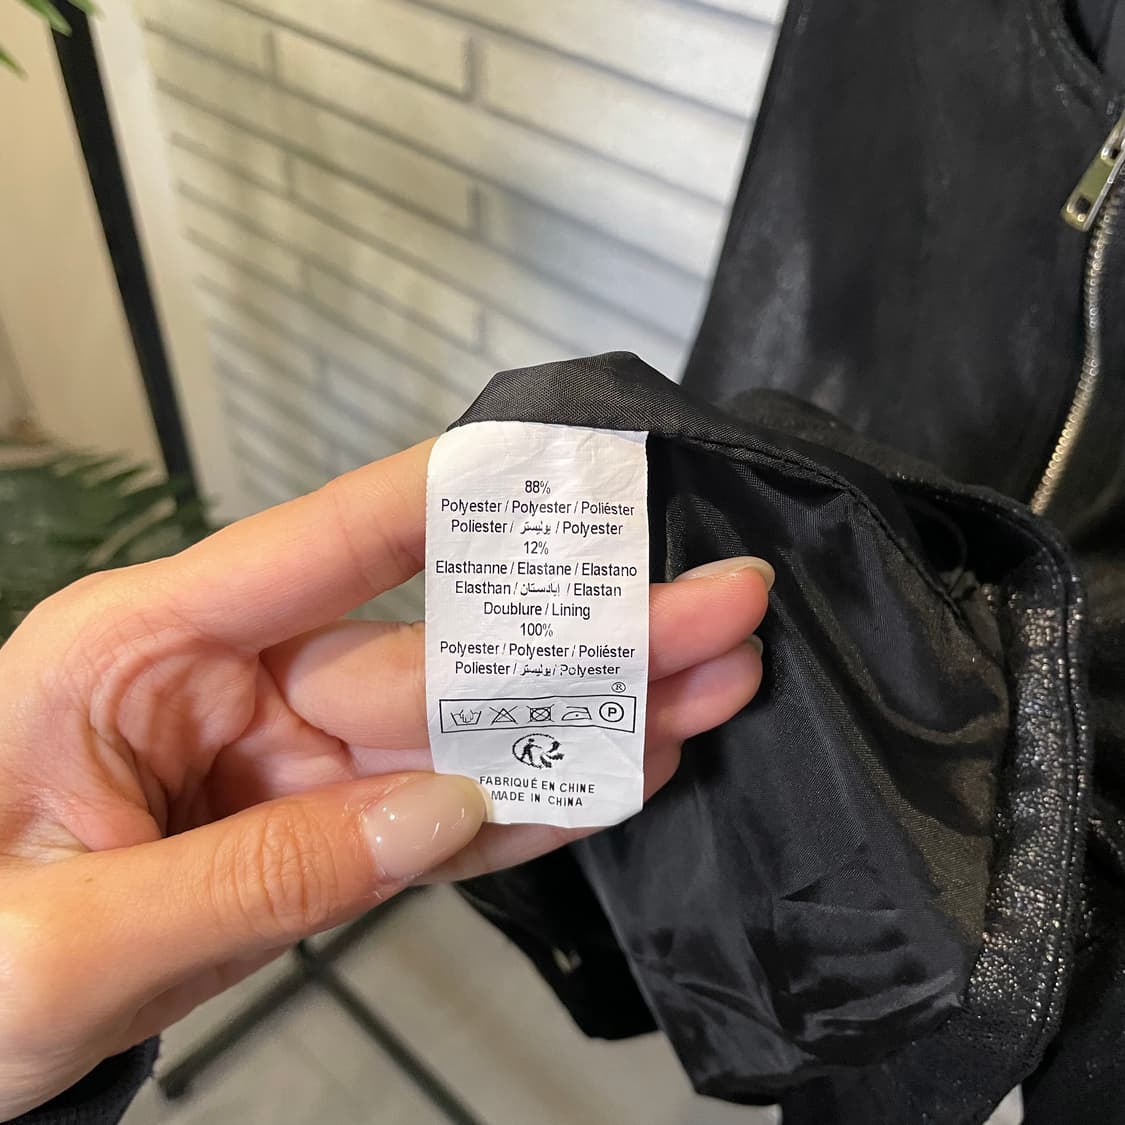 88%
Polyester / Polyester / Poliéster
Poliester / بوليستر / Polyester
12%
Elasthanne / Elastane / Elastano
Elasthan / إيلاستان / Elastan
Doublure / Lining
100%
Polyester / Polyester / Poliéster
Poliester / بوليستر / Polyester
®
P
FABRIQUÉ EN CHINE
MADE IN CHINA